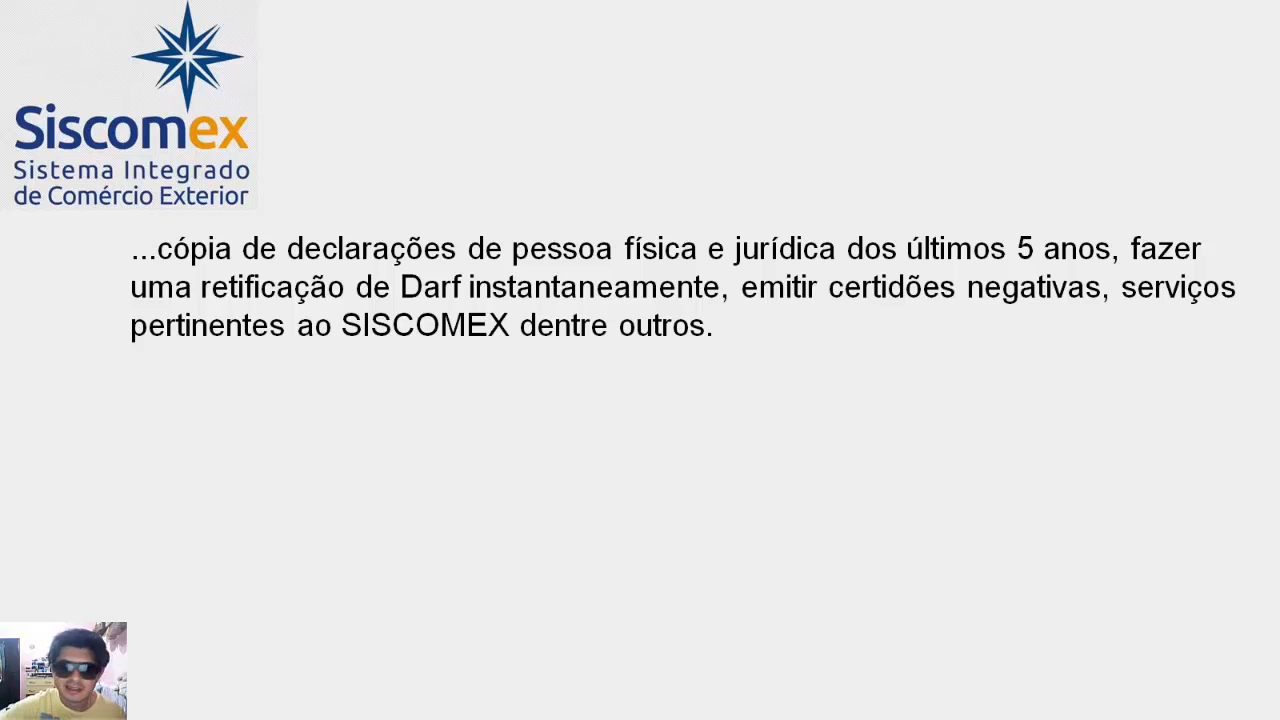 Siscomex
Sistema Integrado
de Comércio Exterior
...cópia de declarações de pessoa física e jurídica dos últimos 5 anos, fazer
uma retificação de Darf instantaneamente, emitir certidões negativas, serviços
pertinentes ao SISCOMEX dentre outros.